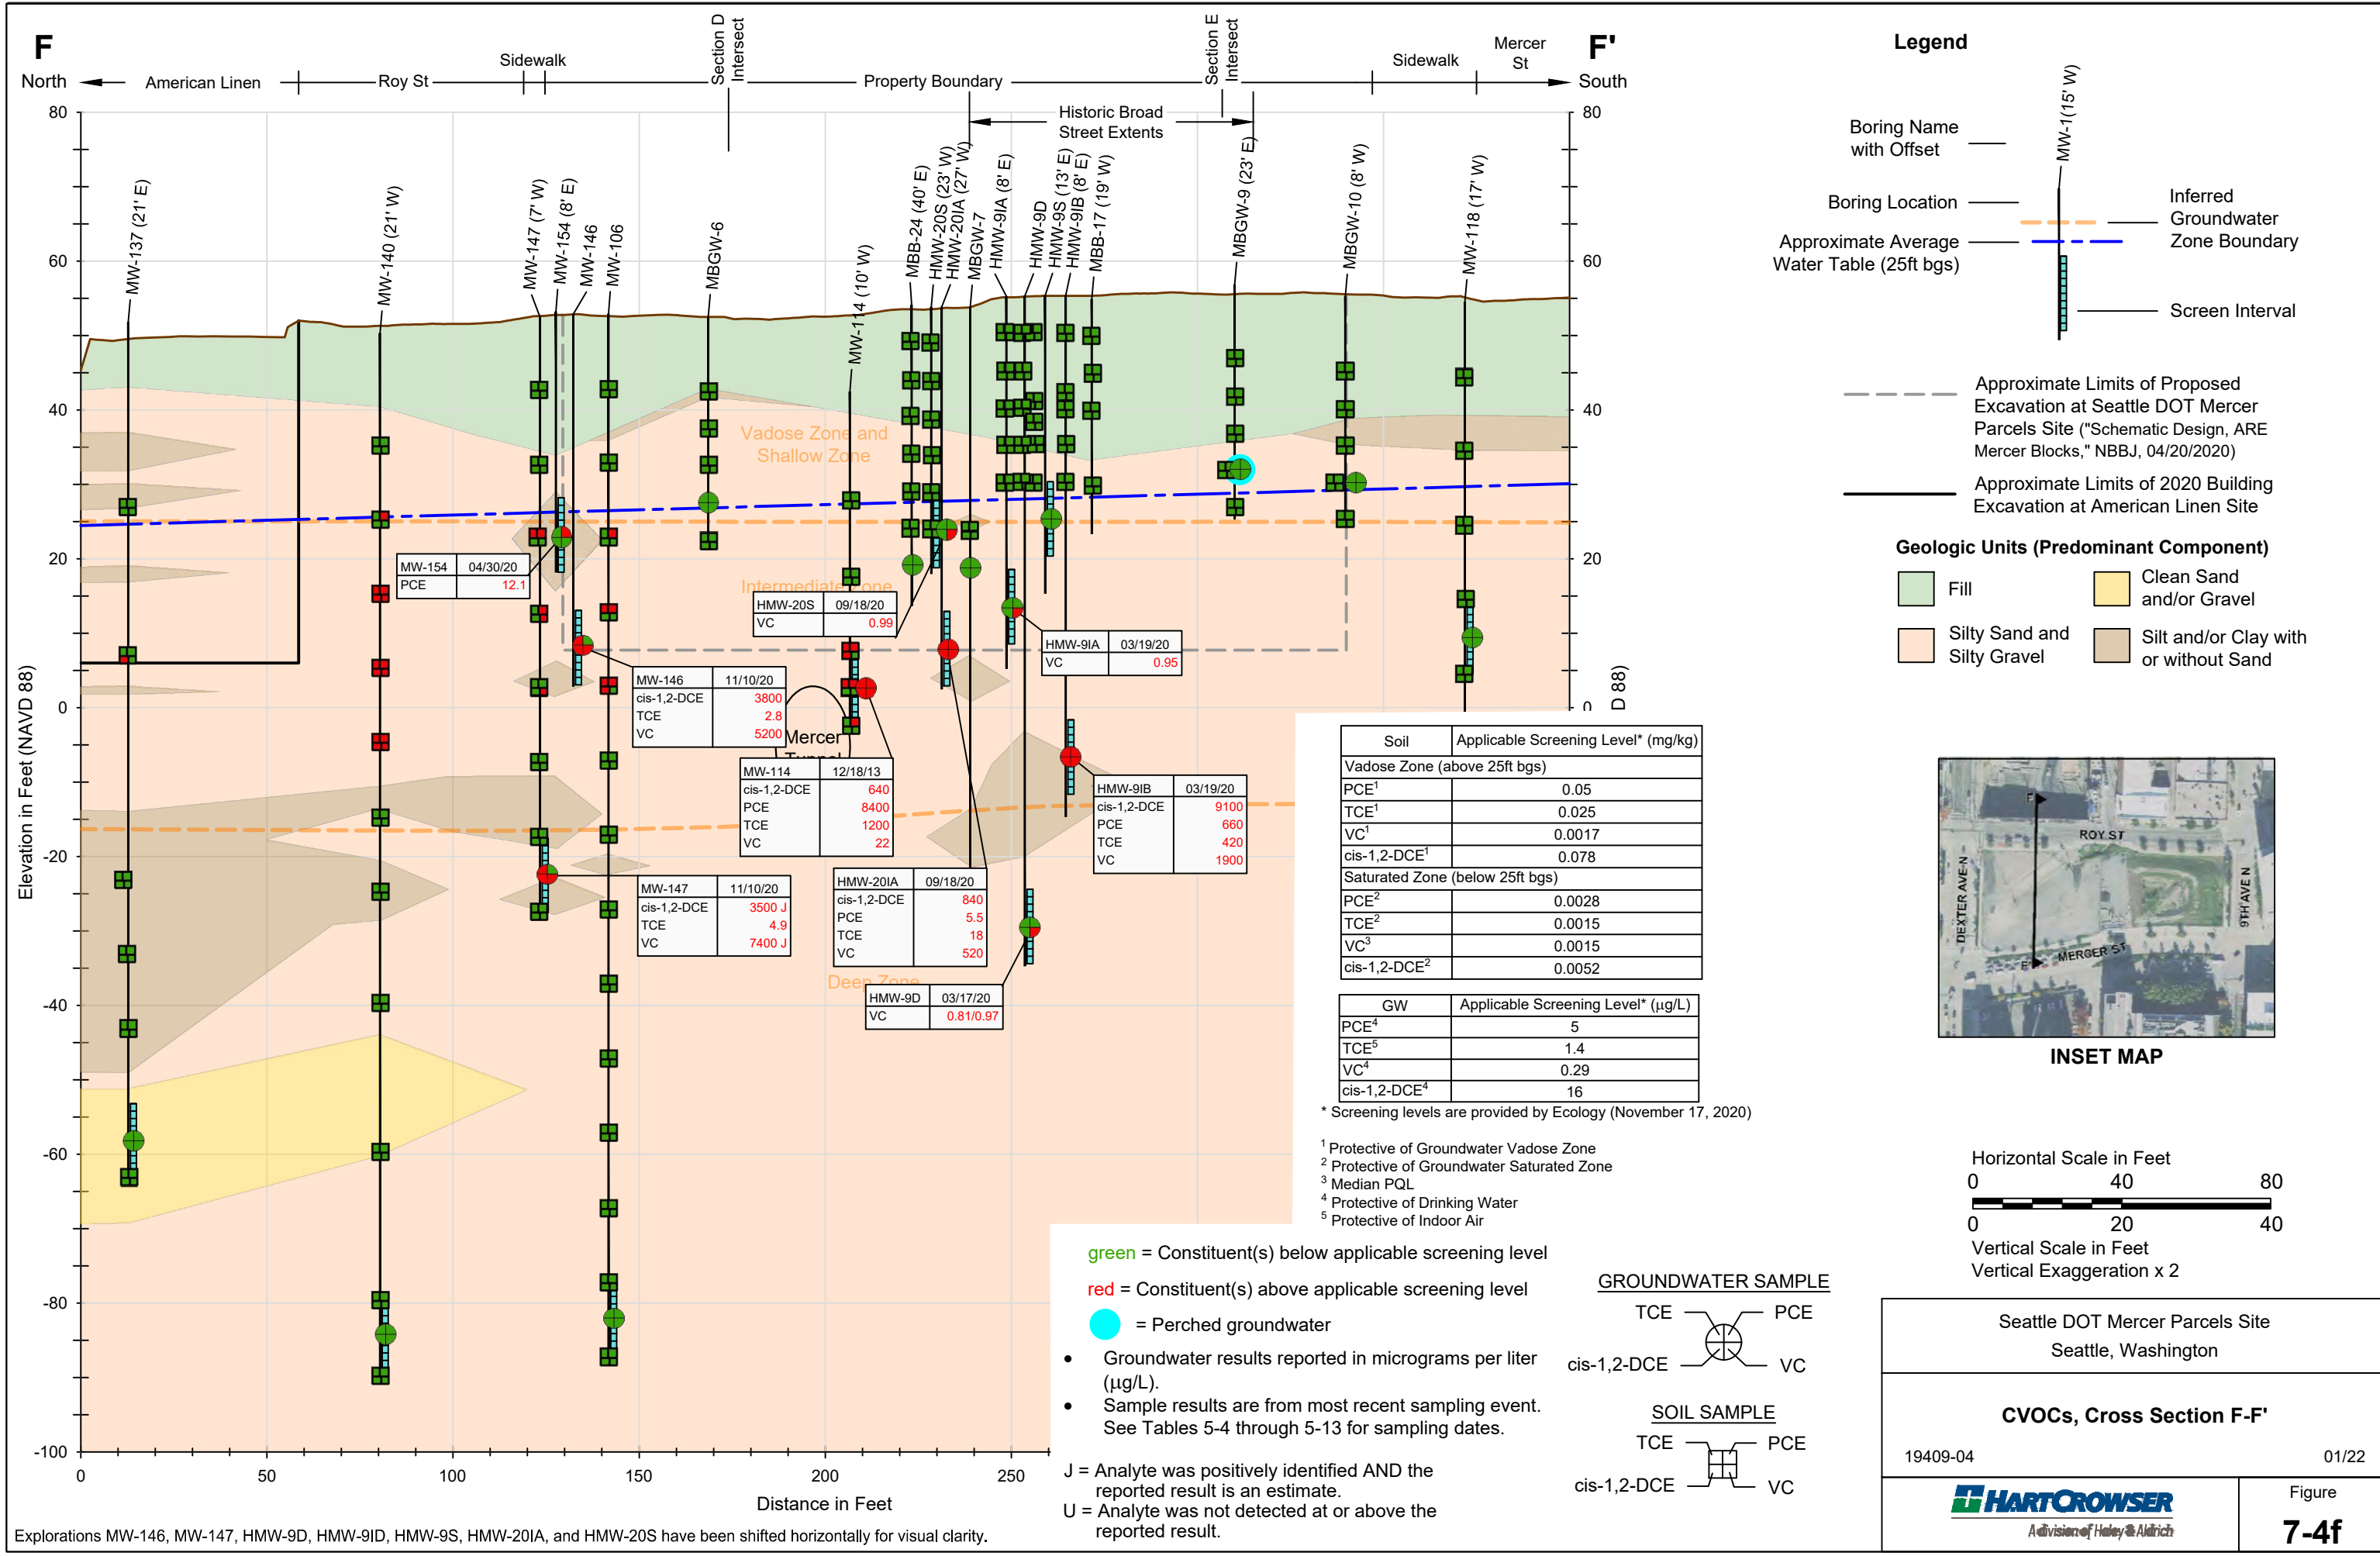 F
F'
North
South
American Linen
Roy St
Sidewalk
Section D
Intersect
Property Boundary
Section E
Intersect
Sidewalk
Mercer
St
Historic Broad
Street Extents
80
60
40
20
0
-20
-40
-60
-80
-100
80
60
40
20
0
Elevation in Feet (NAVD 88)
D 88)
MW-137 (21' E)
MW-140 (21' W)
MW-147 (7' W)
MW-154 (8' E)
MW-146
MW-106
MBGW-6
MW-114 (10' W)
MBB-24 (40' E)
HMW-20S (23' W)
HMW-20IA (27' W)
MBGW-7
HMW-9IA (8' E)
HMW-9D
HMW-9S (13' E)
HMW-9IB (8' E)
MBB-17 (19' W)
MBGW-9 (23' E)
MBGW-10 (8' W)
MW-118 (17' W)
Vadose Zone and
Shallow Zone
Intermediate Zone
Deep Zone
Mercer
MW-154 04/30/20
PCE 12.1
HMW-20S 09/18/20
VC 0.99
HMW-9IA 03/19/20
VC 0.95
MW-146 11/10/20
cis-1,2-DCE 3800
TCE 2.8
VC 5200
MW-114 12/18/13
cis-1,2-DCE 640
PCE 8400
TCE 1200
VC 22
HMW-9IB 03/19/20
cis-1,2-DCE 9100
PCE 660
TCE 420
VC 1900
MW-147 11/10/20
cis-1,2-DCE 3500 J
TCE 4.9
VC 7400 J
HMW-20IA 09/18/20
cis-1,2-DCE 840
PCE 5.5
TCE 18
VC 520
HMW-9D 03/17/20
VC 0.81/0.97
0 50 100 150 200 250
Distance in Feet
Explorations MW-146, MW-147, HMW-9D, HMW-9ID, HMW-9S, HMW-20IA, and HMW-20S have been shifted horizontally for visual clarity.
Soil Applicable Screening Level* (mg/kg)
Vadose Zone (above 25ft bgs)
PCE1 0.05
TCE1 0.025
VC1 0.0017
cis-1,2-DCE1 0.078
Saturated Zone (below 25ft bgs)
PCE2 0.0028
TCE2 0.0015
VC3 0.0015
cis-1,2-DCE2 0.0052
GW Applicable Screening Level* (µg/L)
PCE4 5
TCE5 1.4
VC4 0.29
cis-1,2-DCE4 16
* Screening levels are provided by Ecology (November 17, 2020)
1 Protective of Groundwater Vadose Zone
2 Protective of Groundwater Saturated Zone
3 Median PQL
4 Protective of Drinking Water
5 Protective of Indoor Air
green = Constituent(s) below applicable screening level
red = Constituent(s) above applicable screening level
= Perched groundwater
• Groundwater results reported in micrograms per liter
(µg/L).
• Sample results are from most recent sampling event.
See Tables 5-4 through 5-13 for sampling dates.
J = Analyte was positively identified AND the
reported result is an estimate.
U = Analyte was not detected at or above the
reported result.
GROUNDWATER SAMPLE
TCE PCE
cis-1,2-DCE VC
SOIL SAMPLE
TCE PCE
cis-1,2-DCE VC
Legend
MW-1(15' W)
Boring Name
with Offset
Boring Location
Approximate Average
Water Table (25ft bgs)
Inferred
Groundwater
Zone Boundary
Screen Interval
Approximate Limits of Proposed
Excavation at Seattle DOT Mercer
Parcels Site ("Schematic Design, ARE
Mercer Blocks," NBBJ, 04/20/2020)
Approximate Limits of 2020 Building
Excavation at American Linen Site
Geologic Units (Predominant Component)
Fill
Clean Sand
and/or Gravel
Silty Sand and
Silty Gravel
Silt and/or Clay with
or without Sand
F
F'
ROY ST
MERCER ST
DEXTER AVE N
9TH AVE N
INSET MAP
Horizontal Scale in Feet
0 40 80
0 20 40
Vertical Scale in Feet
Vertical Exaggeration x 2
Seattle DOT Mercer Parcels Site
Seattle, Washington
CVOCs, Cross Section F-F'
19409-04 01/22
HARTCROWSER
A division of Haley & Aldrich
Figure
7-4f